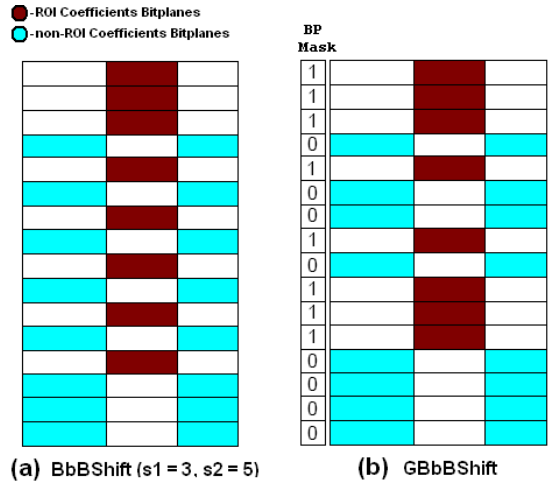 -ROI Coefficients Bitplanes
-non-ROI Coefficients Bitplanes
BP
Mask
1
1
1
0
1
0
0
1
0
1
1
1
0
0
0
0
(a) BbBShift (s1 = 3, s2 = 5)
(b) GBbBShift